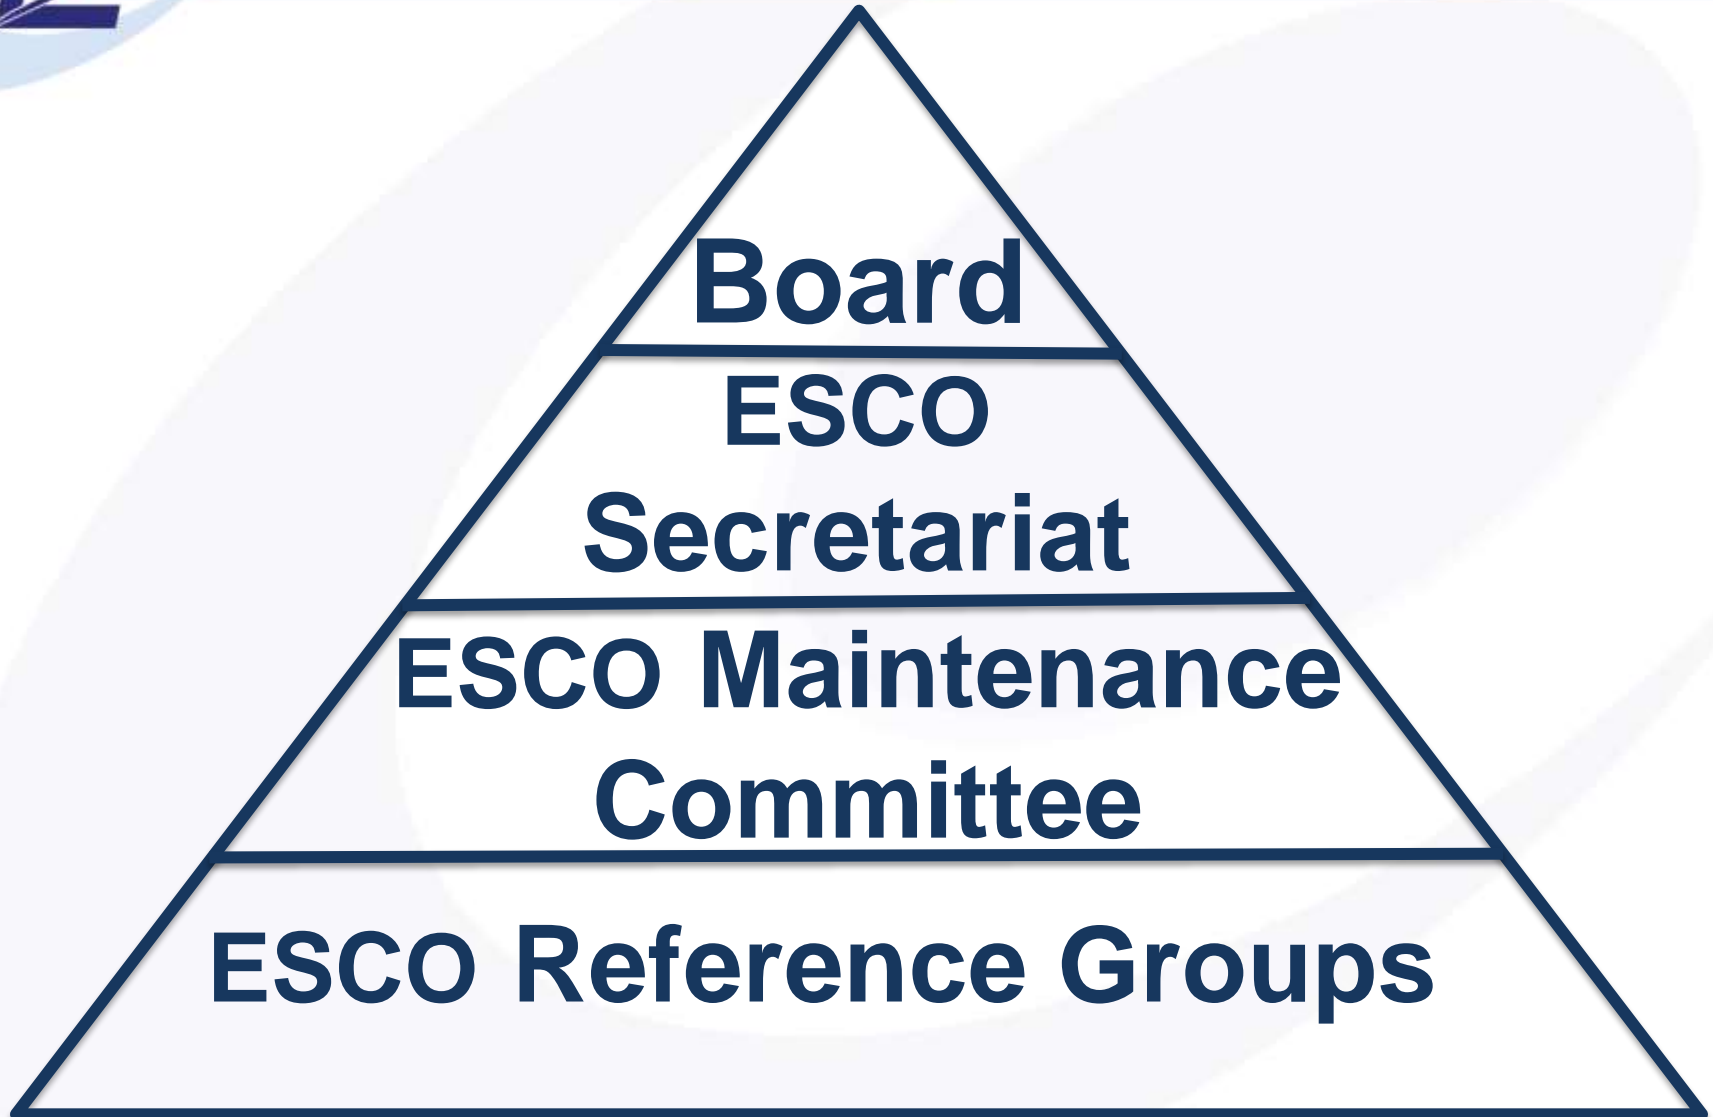 Board
ESCO
Secretariat
ESCO Maintenance
Committee
ESCO Reference Groups